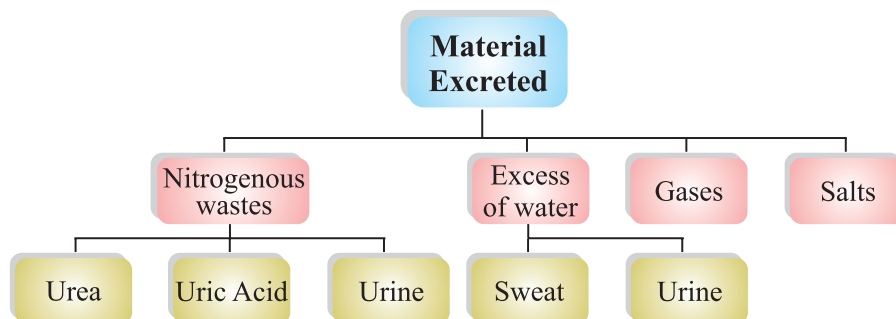 Material
Excreted
Nitrogenous
wastes
Excess
of water
Gases
Salts
Urea
Uric Acid
Urine
Sweat
Urine